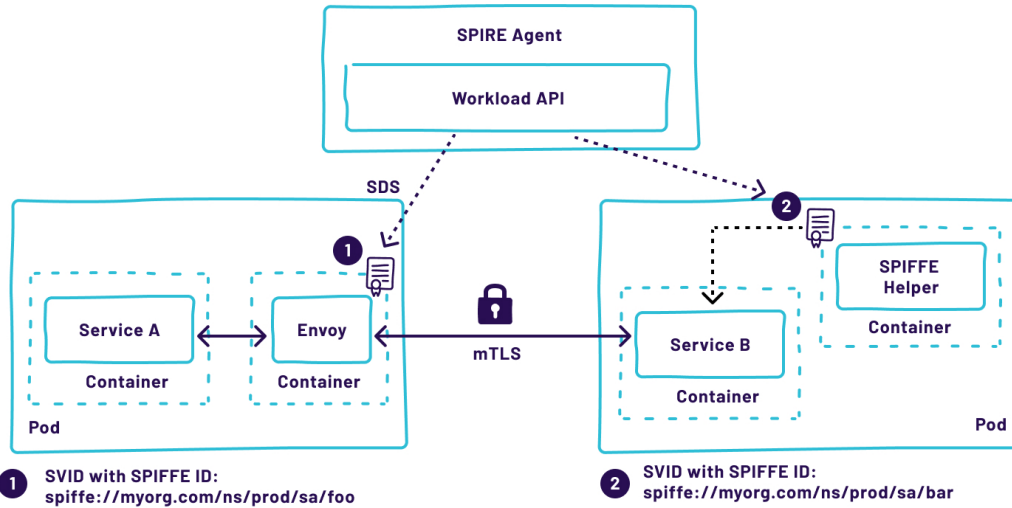 SPIRE Agent
Workload API
SDS
1
2
Service A
Container
Envoy
Container
mTLS
Service B
Container
SPIFFE
Helper
Container
Pod
Pod
1
SVID with SPIFFE ID:
spiffe://myorg.com/ns/prod/sa/foo
2
SVID with SPIFFE ID:
spiffe://myorg.com/ns/prod/sa/bar